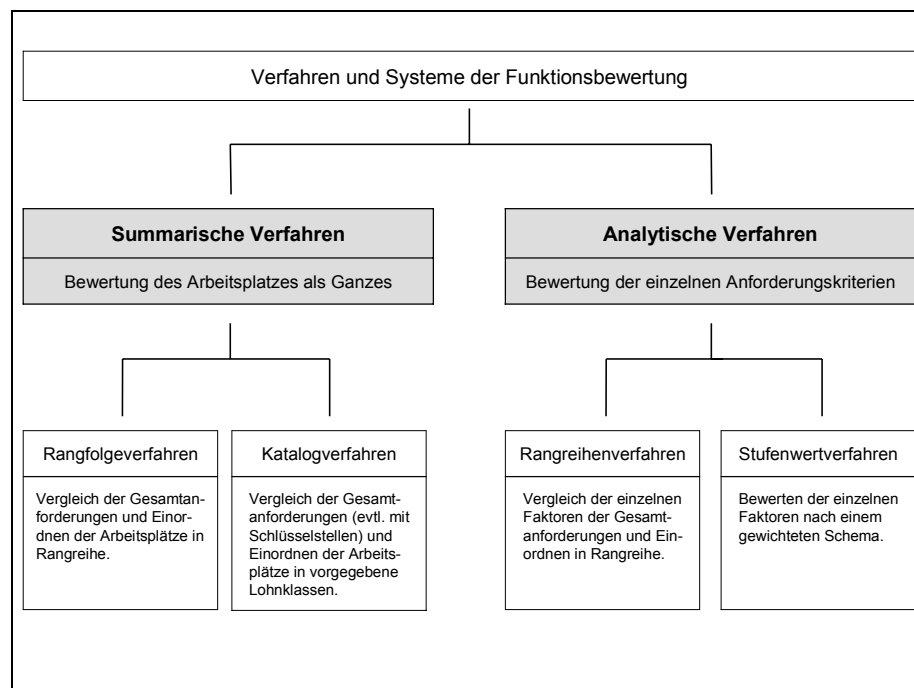 Verfahren und Systeme der Funktionsbewertung
Summarische Verfahren
Bewertung des Arbeitsplatzes als Ganzes
Analytische Verfahren
Bewertung der einzelnen Anforderungskriterien
Rangfolgeverfahren
Vergleich der Gesamtan-
forderungen und Einor-
dnen der Arbeitsplätze in
Rangreihe.
Katalogverfahren
Vergleich der Gesamt-
anforderungen (evtl. mit
Schlüsselstellen) und
Einordnen der Arbeits-
plätze in vorgegebene
Lohnklassen.
Rangreihenverfahren
Vergleich der einzelnen
Faktoren der Gesamt-
anforderungen und Ein-
ordnen in Rangreihe.
Stufenwertverfahren
Bewerten der einzelnen
Faktoren nach einem
gewichteten Schema.